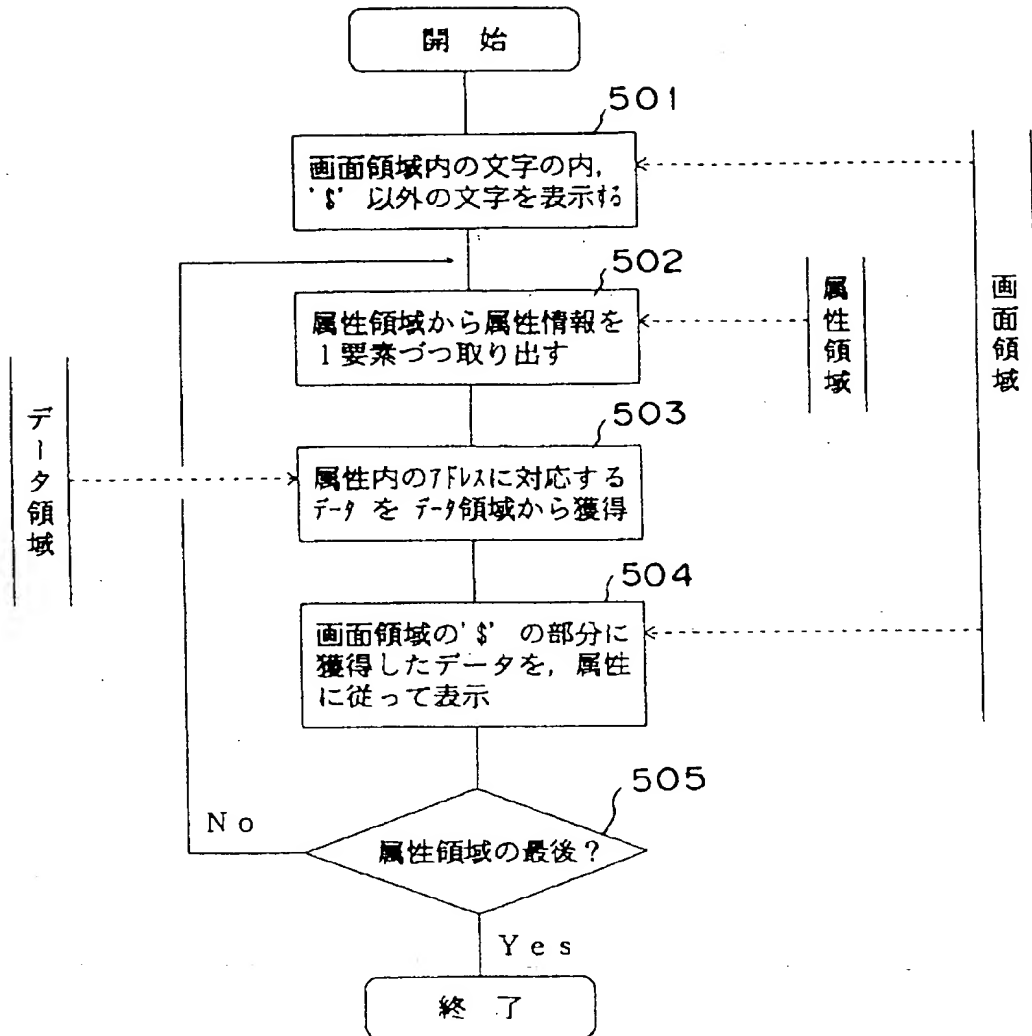 開 始
501
画面領域内の文字の内,
'$' 以外の文字を表示する
502
属性領域から属性情報を
1要素づつ取り出す
属性領域
画面領域
503
データ領域
属性内のアドレスに対応する
データ を データ領域から獲得
504
画面領域の'$' の部分に
獲得したデータを, 属性
に従って表示
505
No
属性領域の最後?
Yes
終 了